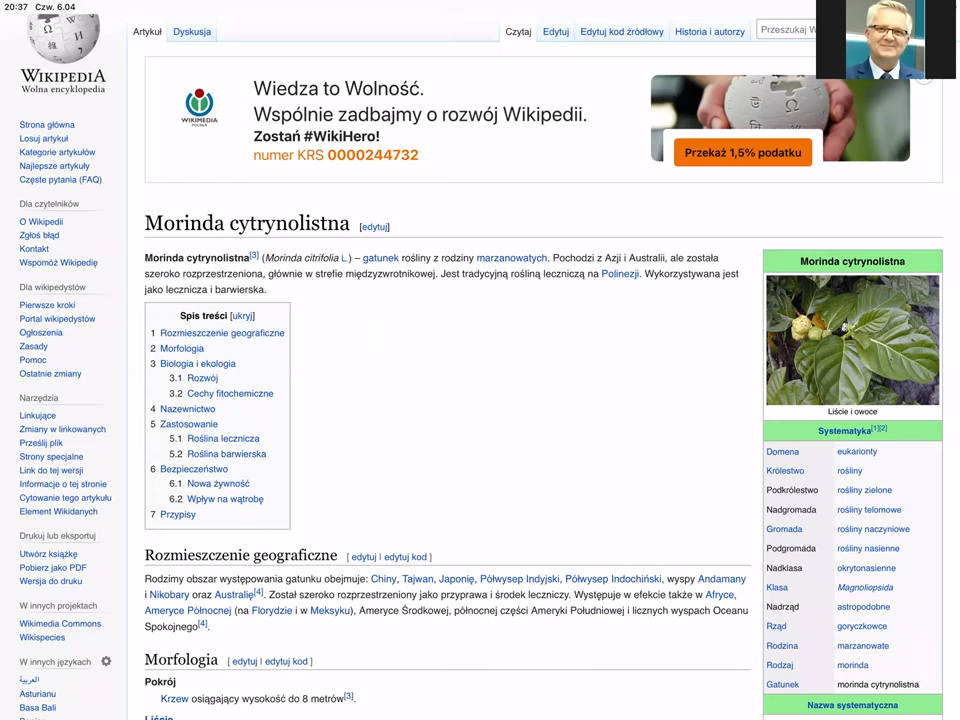 20:37 Czw. 6.04
WIKIPEDIA
Wolna encyklopedia
Strona główna
Losuj artykuł
Kategorie artykułów
Najlepsze artykuły
Częste pytania (FAQ)
Dla czytelników
O Wikipedii
Zgłoś błąd
Kontakt
Wspomóż Wikipedię
Dla wikipedystów
Pierwsze kroki
Portal wikipedystów
Ogłoszenia
Zasady
Pomoc
Ostatnie zmiany
Narzędzia
Linkujące
Zmiany w linkowanych
Prześlij plik
Strony specjalne
Link do tej wersji
Informacje o tej stronie
Cytowanie tego artykułu
Element Wikidanych
Drukuj lub eksportuj
Utwórz książkę
Pobierz jako PDF
Wersja do druku
W innych projektach
Wikimedia Commons
Wikispecies
W innych językach
العربية
Asturianu
Basa Bali
Artykuł Dyskusja
Czytaj Edytuj Edytuj kod źródłowy Historia i autorzy Przeszukaj W
WIKIMEDIA
POLSKA
Wiedza to Wolność.
Wspólnie zadbajmy o rozwój Wikipedii.
Zostań #WikiHero!
numer KRS 0000244732
Przekaż 1,5% podatku
Morinda cytrynolistna [edytuj]
Morinda cytrynolistna[3] (Morinda citrifolia L.) – gatunek rośliny z rodziny marzanowatych. Pochodzi z Azji i Australii, ale została
szeroko rozprzestrzeniona, głównie w strefie międzyzwrotnikowej. Jest tradycyjną rośliną leczniczą na Polinezji. Wykorzystywana jest
jako lecznicza i barwierska.
Spis treści [ukryj]
1 Rozmieszczenie geograficzne
2 Morfologia
3 Biologia i ekologia
3.1 Rozwój
3.2 Cechy fitochemiczne
4 Nazewnictwo
5 Zastosowanie
5.1 Roślina lecznicza
5.2 Roślina barwierska
6 Bezpieczeństwo
6.1 Nowa żywność
6.2 Wpływ na wątrobę
7 Przypisy
Rozmieszczenie geograficzne [ edytuj | edytuj kod ]
Rodzimy obszar występowania gatunku obejmuje: Chiny, Tajwan, Japonię, Półwysep Indyjski, Półwysep Indochiński, wyspy Andamany
i Nikobary oraz Australię[4]. Został szeroko rozprzestrzeniony jako przyprawa i środek leczniczy. Występuje w efekcie także w Afryce,
Ameryce Północnej (na Florydzie i w Meksyku), Ameryce Środkowej, północnej części Ameryki Południowej i licznych wyspach Oceanu
Spokojnego[4].
Morfologia [ edytuj | edytuj kod ]
Pokrój
Krzew osiągający wysokość do 8 metrów[3].
Liście
Morinda cytrynolistna
Liście i owoce
Systematyka[1][2]
Domena eukarionty
Królestwo rośliny
Podkrólestwo rośliny zielone
Nadgromada rośliny telomowe
Gromada rośliny naczyniowe
Podgromada rośliny nasienne
Nadklasa okrytonasienne
Klasa Magnoliopsida
Nadrząd astropodobne
Rząd goryczkowce
Rodzina marzanowate
Rodzaj morinda
Gatunek morinda cytrynolistna
Nazwa systematyczna